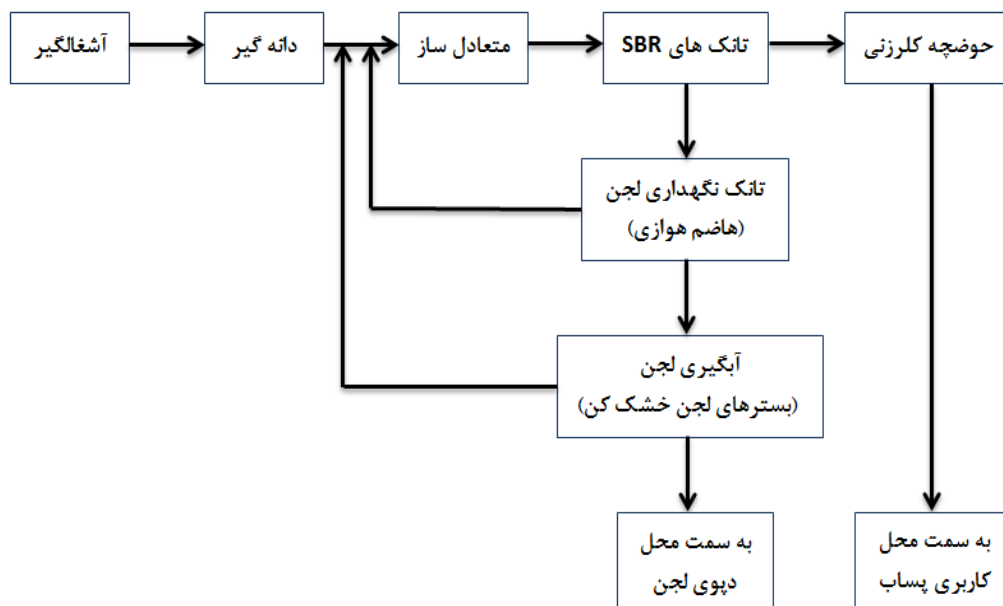 آشغالگیر
دانه گیر
متعادل ساز
تانک های SBR
حوضچه کلرزنی
تانک نگهداری لجن
(هاضم هوازی)
آبگیری لجن
(بسترهای لجن خشک کن)
به سمت محل
دپوی لجن
به سمت محل
کاربری پساب